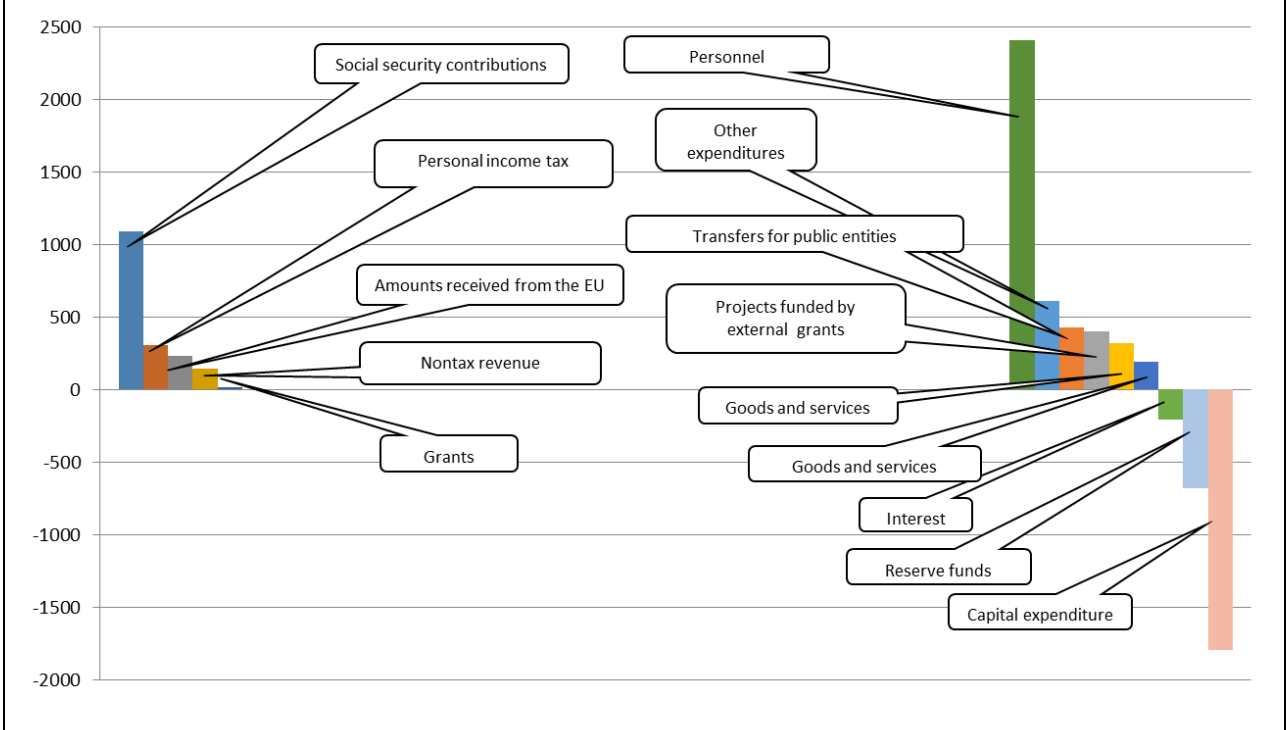 2500
2000
1500
1000
500
0
-500
-1000
-1500
-2000
Social security contributions
Personal income tax
Amounts received from the EU
Nontax revenue
Grants
Personnel
Other
expenditures
Transfers for public entities
Projects funded by
external grants
Goods and services
Goods and services
Interest
Reserve funds
Capital expenditure